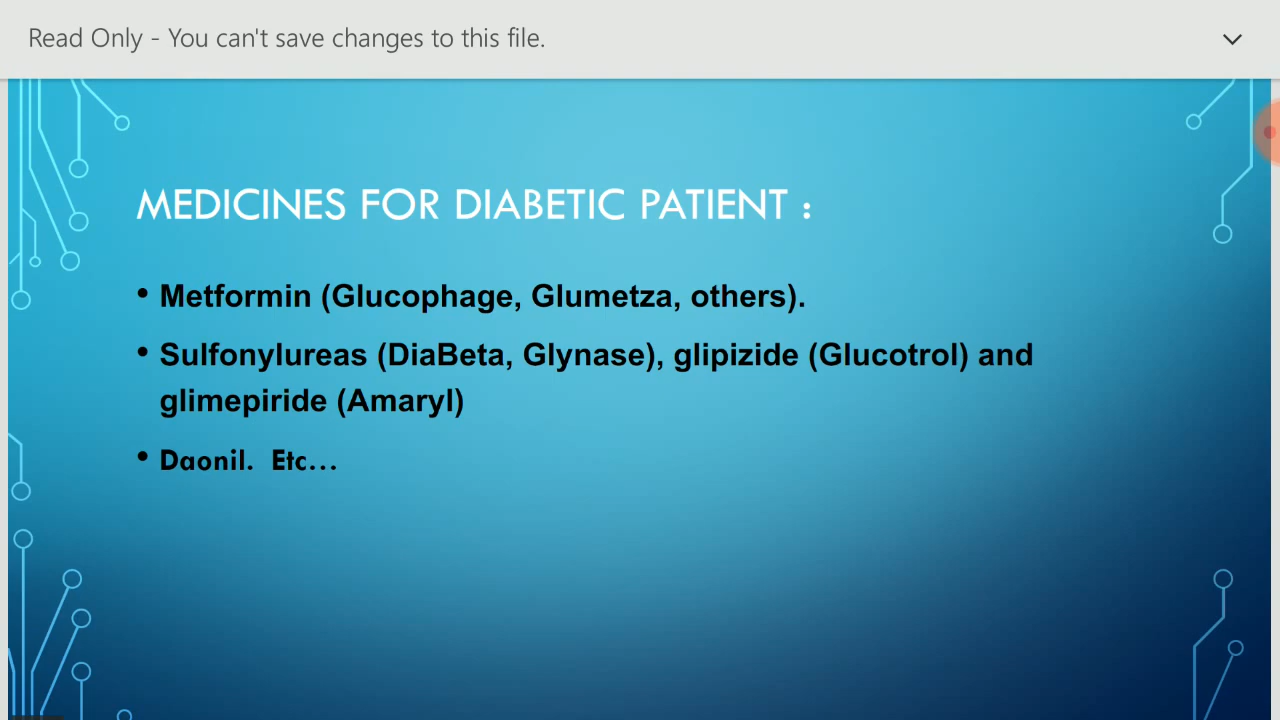 Read Only - You can't save changes to this file.
MEDICINES FOR DIABETIC PATIENT :
• Metformin (Glucophage, Glumetza, others).
• Sulfonylureas (DiaBeta, Glynase), glipizide (Glucotrol) and
glimepiride (Amaryl)
• Daonil.  Etc...